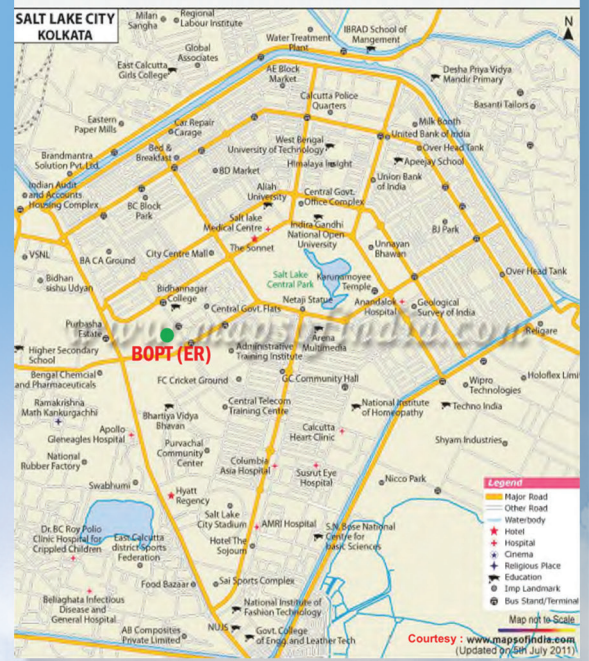 SALT LAKE CITY
KOLKATA
Milan
Sangha
Regional
Labour Institute
Global
Associates
East Calcutta
Girls College
Water Treatment
Plant
IBRAD School of
Mangement
N
AE Block
Market
Desha Priya Vidya
Mandir Primary
Calcutta Police
Quarters
Basanti Tailors
Eastern
Paper Mills
Car Repair
Carage
Milk Booth
United Bank of India
Over Head Tank
West Bengal
University of Technology
Bed &
Breakfast
Brandmantra
Solution Pvt. Ltd.
Himalaya Insight
Apeejay School
BD Market
Union Bank
of India
Indian Audit
and Accounts
Housing Complex
Aliah
University
Central Govt.
Office Complex
BC Block
Park
Salt lake
Medical Centre
Indira Gandhi
National Open
University
BJ Park
The Sonnet
Unnayan
Bhawan
VSNL
BA CA Ground
City Centre Mall
Salt Lake
Central Park
Karunamoyee
Temple
Over Head Tank
Bidhan
sishu Udyan
Bidhannagar
College
Netaji Statue
Anandalok
Hospital
Geological
Survey of India
Central Govt. Flats
www.mapsofindia.com
Purbasha
Estate
Arena
Multimedia
Religare
BOPT (ER)
Administrative
Training Institute
Higher Secondary
School
Bengal Chemcial
and Pharmaceuticals
FC Cricket Ground
GC Community Hall
Wipro
Technologies
Holoflex Limi
Ramakrishna
Math Kankurgachhi
Central Telecom
Training Centre
National Institute
of Homeopathy
Techno India
Bhartiya Vidya
Bhavan
Apollo
Gleneagles Hospital
Calcutta
Heart Clinic
Shyam Industries
Purvachal
Community
Center
National
Rubber Factory
Columbia
Asia Hospital
Susrut Eye
Hospital
Nicco Park
Swabhumi
Hyatt
Regency
Legend
Major Road
Other Road
Waterbody
Hotel
Hospital
Cinema
Religious Place
Education
Imp Landmark
Bus Stand/Terminal
Salt Lake
City Stadium
AMRI Hospital
S.N. Bose National
Centre for
basic Sciences
Dr. BC Roy Polio
Clinic Hospital for
Crippled Children
East Calcutta
district Sports
Federation
Hotel The
Sojourn
Food Bazaar
Sai Sports Complex
Beliaghata Infectious
Disease and
General Hospital
National Institute of
Fashion Technology
Map not to Scale
AB Composites
Private Limited
NUJS
Govt. College
of Engg. and Leather Tech
Courtesy : www.mapsofindia.com
(Updated on 5th July 2011)